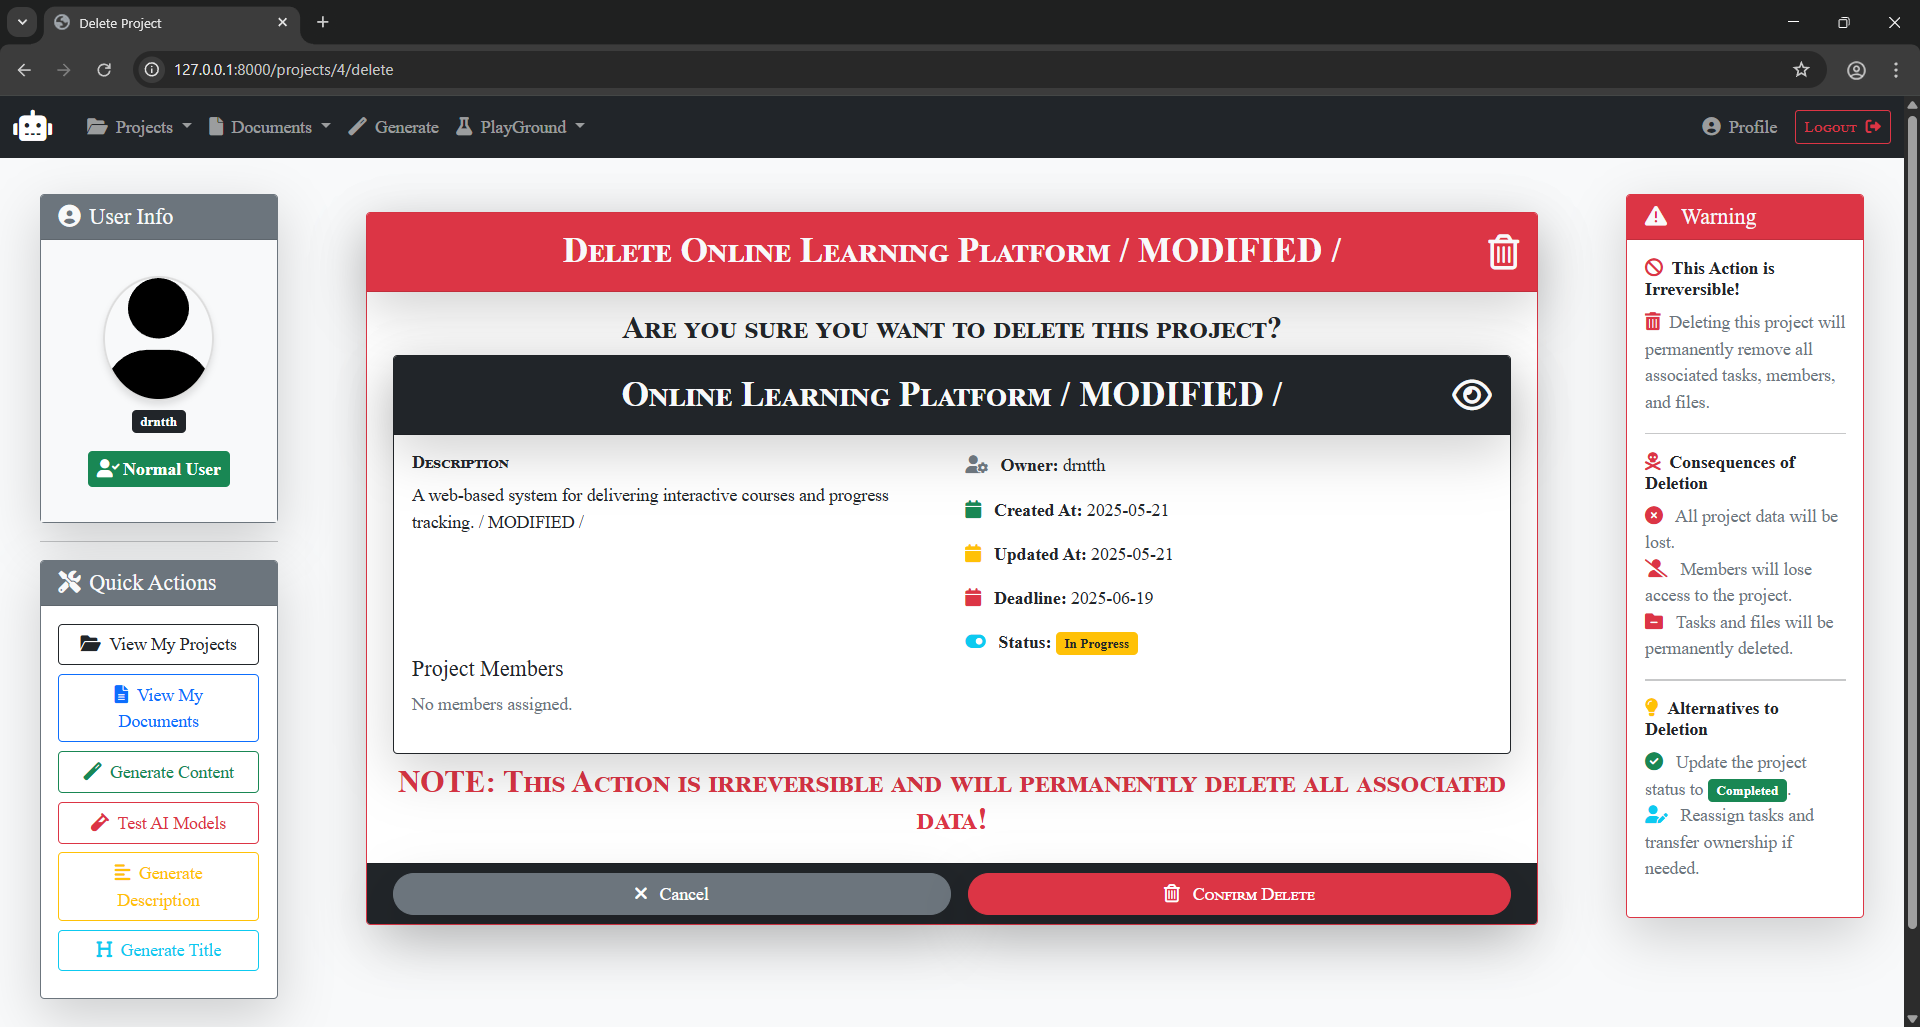 Delete Project
127.0.0.1:8000/projects/4/delete
Projects
Documents
Generate
PlayGround
Profile
Logout
User Info
drntth
Normal User
Quick Actions
View My Projects
View My
Documents
Generate Content
Test AI Models
Generate
Description
Generate Title
Delete Online Learning Platform / MODIFIED /
Are you sure you want to delete this project?
Online Learning Platform / MODIFIED /
Description
A web-based system for delivering interactive courses and progress
tracking. / MODIFIED /
Project Members
No members assigned.
Owner: drntth
Created At: 2025-05-21
Updated At: 2025-05-21
Deadline: 2025-06-19
Status: In Progress
NOTE: This Action is irreversible and will permanently delete all associated
data!
Cancel
Confirm Delete
Warning
This Action is
Irreversible!
Deleting this project will
permanently remove all
associated tasks, members,
and files.
Consequences of
Deletion
All project data will be
lost.
Members will lose
access to the project.
Tasks and files will be
permanently deleted.
Alternatives to
Deletion
Update the project
status to Completed.
Reassign tasks and
transfer ownership if
needed.